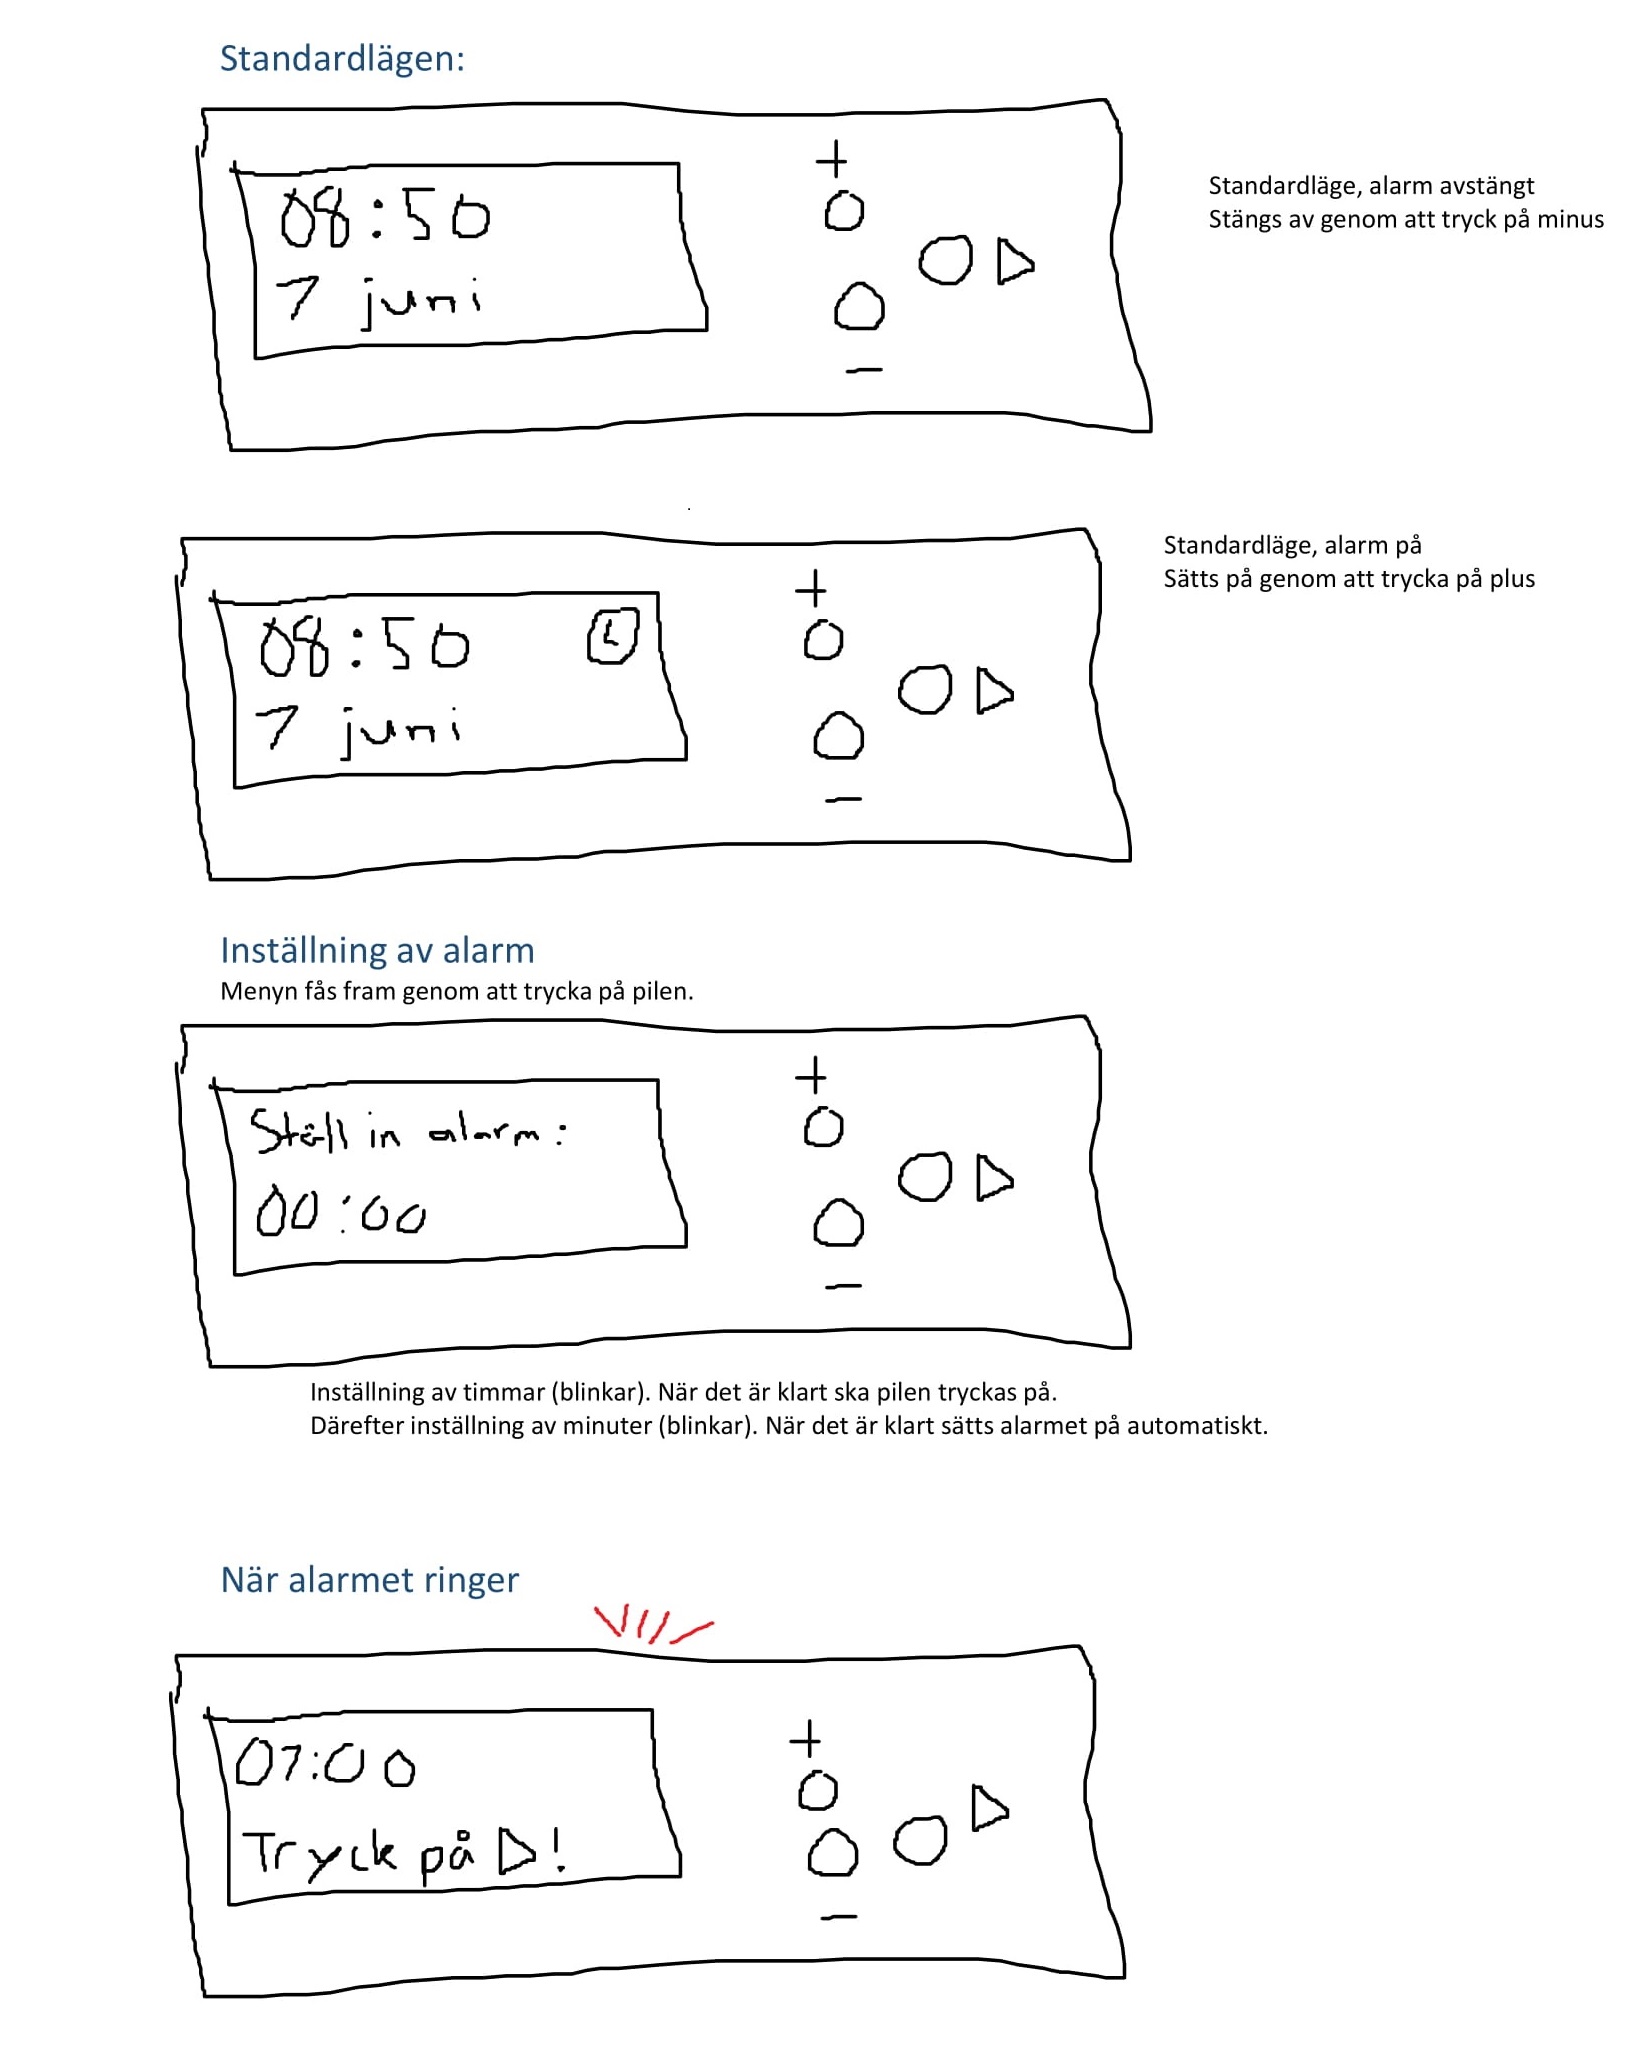 Standardlägen:
+
08:50
7 juni
-
Standardläge, alarm avstängt
Stängs av genom att tryck på minus
+
08:50
7 juni
-
Standardläge, alarm på
Sätts på genom att trycka på plus
Inställning av alarm
Menyn fås fram genom att trycka på pilen.
+
Ställ in alarm:
00:00
-
Inställning av timmar (blinkar). När det är klart ska pilen tryckas på.
Därefter inställning av minuter (blinkar). När det är klart sätts alarmet på automatiskt.
När alarmet ringer
+
07:00
Tryck på ▷!
-